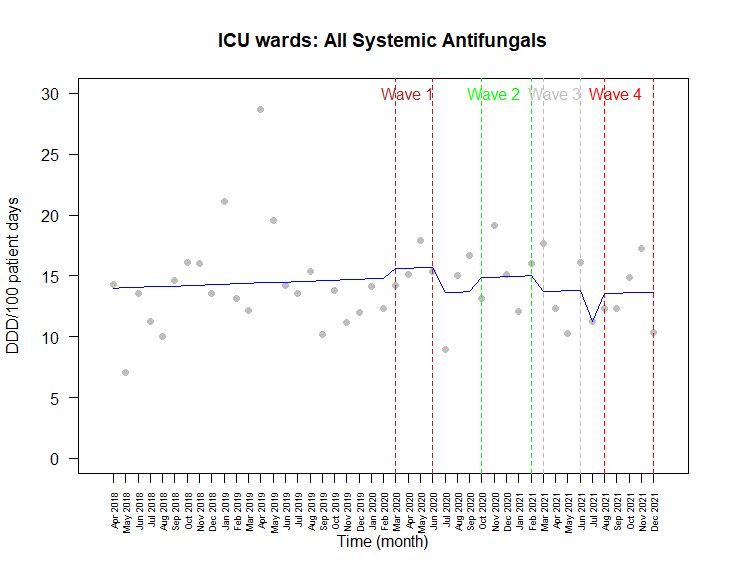 ICU wards: All Systemic Antifungals
Wave 1
Wave 2
Wave 3
Wave 4
DDD/100 patient days
30
25
20
15
10
5
0
Apr 2018
May 2018
Jun 2018
Jul 2018
Aug 2018
Sep 2018
Oct 2018
Nov 2018
Dec 2018
Jan 2019
Feb 2019
Mar 2019
Apr 2019
May 2019
Jun 2019
Jul 2019
Aug 2019
Sep 2019
Oct 2019
Nov 2019
Dec 2019
Jan 2020
Feb 2020
Mar 2020
Apr 2020
May 2020
Jun 2020
Jul 2020
Aug 2020
Sep 2020
Oct 2020
Nov 2020
Dec 2020
Jan 2021
Feb 2021
Mar 2021
Apr 2021
May 2021
Jun 2021
Jul 2021
Aug 2021
Sep 2021
Oct 2021
Nov 2021
Dec 2021
Time (month)